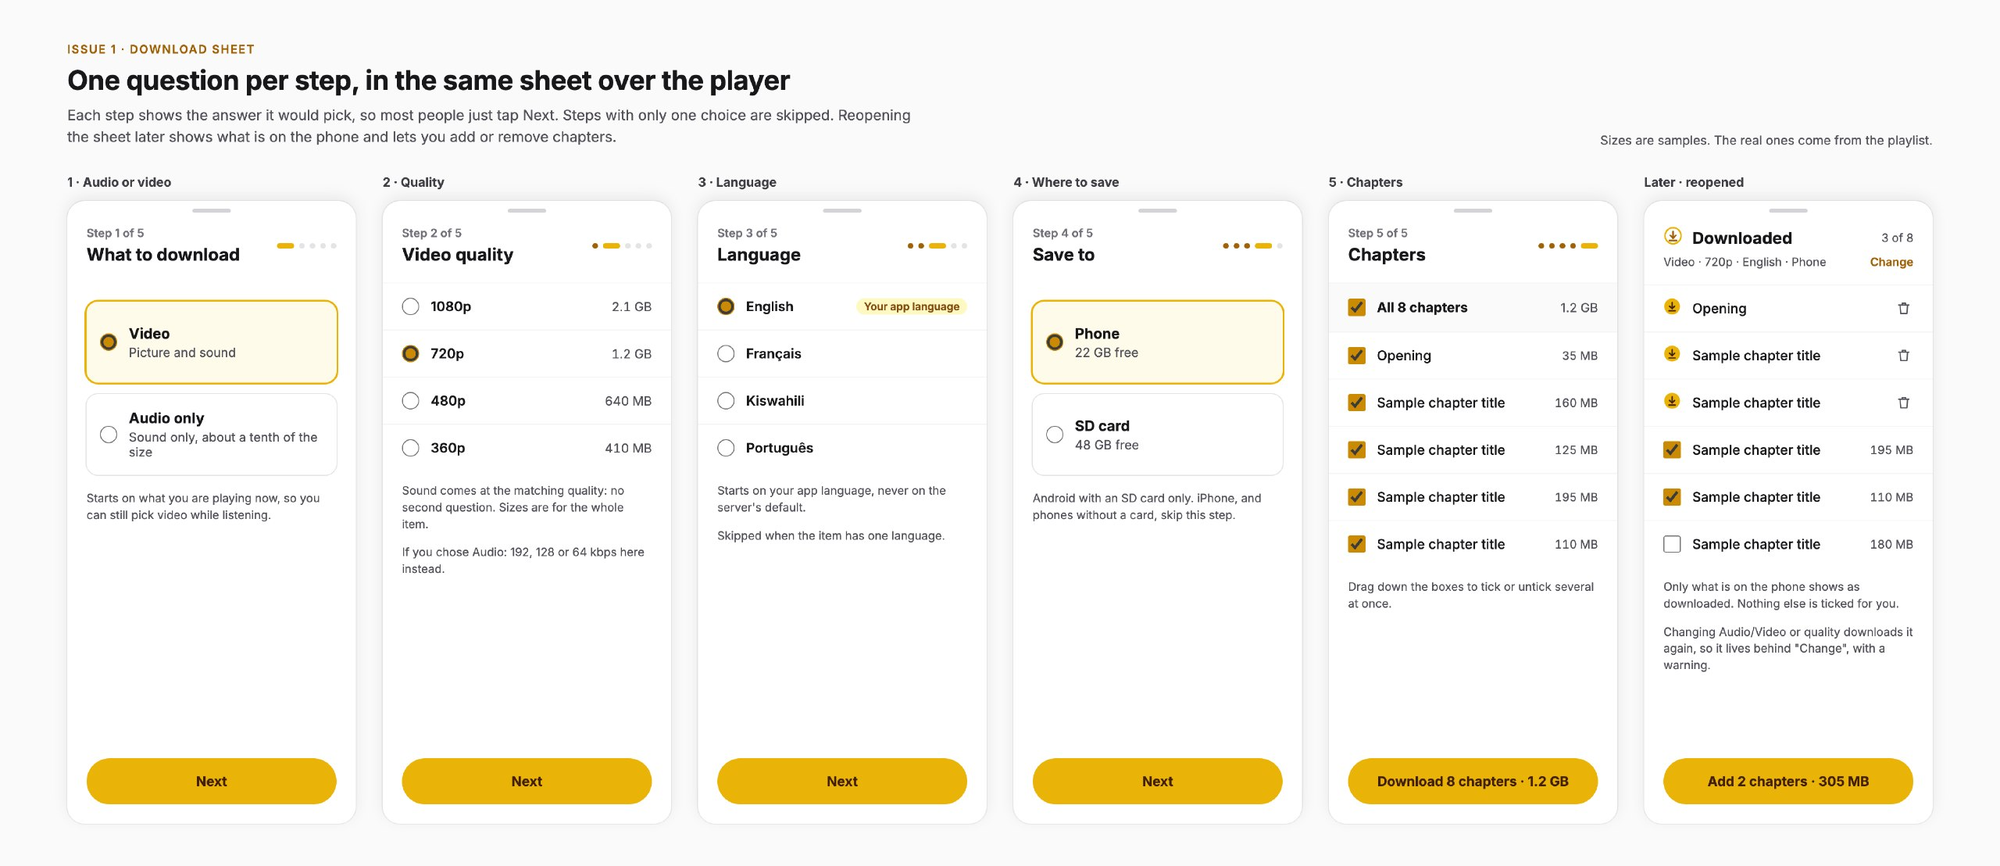 ISSUE 1 · DOWNLOAD SHEET
One question per step, in the same sheet over the player
Each step shows the answer it would pick, so most people just tap Next. Steps with only one choice are skipped. Reopening
the sheet later shows what is on the phone and lets you add or remove chapters.
Sizes are samples. The real ones come from the playlist.
1 · Audio or video
Step 1 of 5
What to download
Video
Picture and sound
Audio only
Sound only, about a tenth of the
size
Starts on what you are playing now, so you
can still pick video while listening.
Next
2 · Quality
Step 2 of 5
Video quality
1080p 2.1 GB
720p 1.2 GB
480p 640 MB
360p 410 MB
Sound comes at the matching quality: no
second question. Sizes are for the whole
item.
If you chose Audio: 192, 128 or 64 kbps here
instead.
Next
3 · Language
Step 3 of 5
Language
English Your app language
Français
Kiswahili
Português
Starts on your app language, never on the
server's default.
Skipped when the item has one language.
Next
4 · Where to save
Step 4 of 5
Save to
Phone
22 GB free
SD card
48 GB free
Android with an SD card only. iPhone, and
phones without a card, skip this step.
Next
5 · Chapters
Step 5 of 5
Chapters
All 8 chapters 1.2 GB
Opening 35 MB
Sample chapter title 160 MB
Sample chapter title 125 MB
Sample chapter title 195 MB
Sample chapter title 110 MB
Drag down the boxes to tick or untick several
at once.
Download 8 chapters · 1.2 GB
Later · reopened
Downloaded 3 of 8
Video · 720p · English · Phone Change
Opening
Sample chapter title
Sample chapter title
Sample chapter title 195 MB
Sample chapter title 110 MB
Sample chapter title 180 MB
Only what is on the phone shows as
downloaded. Nothing else is ticked for you.
Changing Audio/Video or quality downloads it
again, so it lives behind "Change", with a
warning.
Add 2 chapters · 305 MB